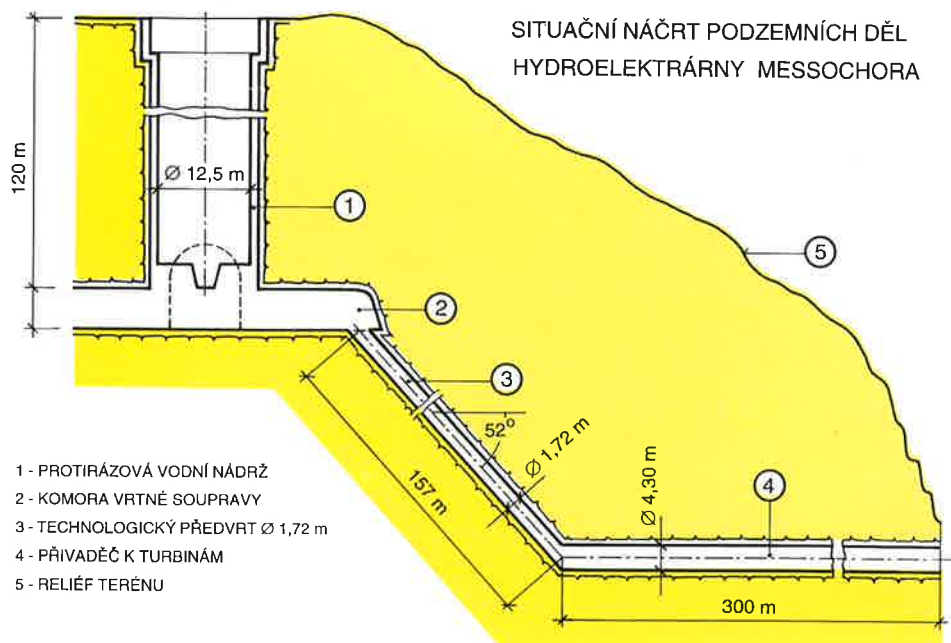 SITUAČNÍ NÁČRT PODZEMNÍCH DĚL
HYDROELEKTRÁRNY MESSOCHORA
120 m
Ø 12,5 m
1
2
3
4
5
52°
Ø 1,72 m
157 m
Ø 4,30 m
300 m
1 - PROTIRÁZOVÁ VODNÍ NÁDRŽ
2 - KOMORA VRTNÉ SOUPRAVY
3 - TECHNOLOGICKÝ PŘEDVRT Ø 1,72 m
4 - PŘIVADĚČ K TURBINÁM
5 - RELIÉF TERÉNU